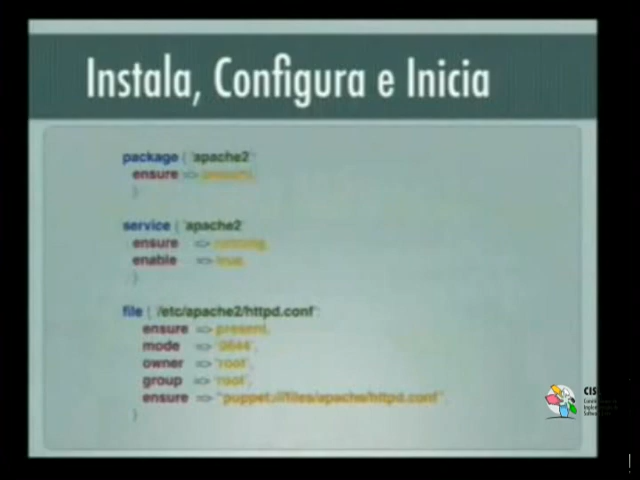 Instala, Configura e Inicia
package { 'apache2':
ensure => present,
}
service { 'apache2'
ensure => running,
enable => true,
}
file { '/etc/apache2/httpd.conf':
ensure => present,
mode => '0644',
owner => 'root',
group => 'root',
ensure => "puppet:///files/apache/httpd.conf"
}
CIS